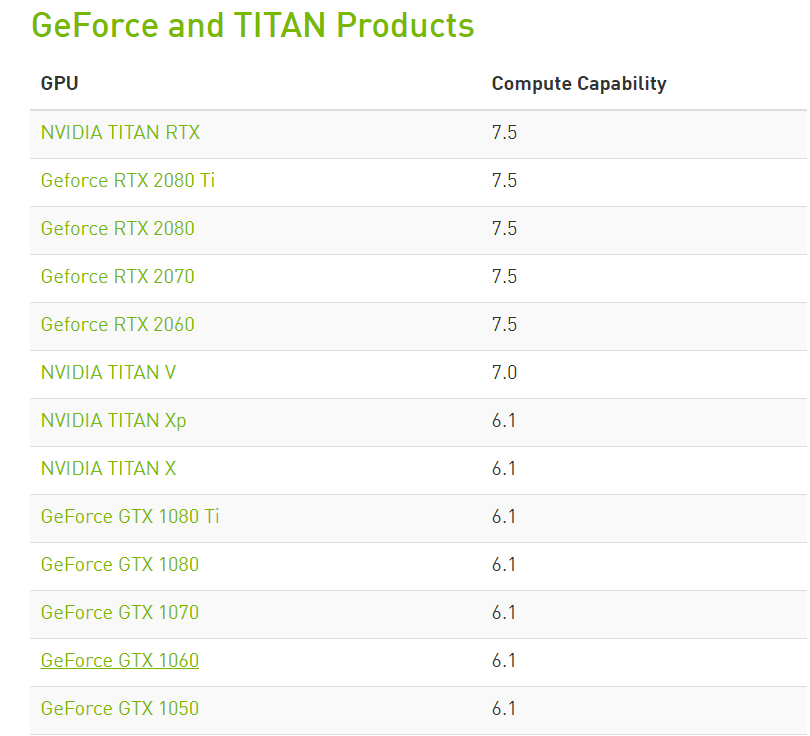 GeForce and TITAN Products
GPU Compute Capability
NVIDIA TITAN RTX 7.5
Geforce RTX 2080 Ti 7.5
Geforce RTX 2080 7.5
Geforce RTX 2070 7.5
Geforce RTX 2060 7.5
NVIDIA TITAN V 7.0
NVIDIA TITAN Xp 6.1
NVIDIA TITAN X 6.1
GeForce GTX 1080 Ti 6.1
GeForce GTX 1080 6.1
GeForce GTX 1070 6.1
GeForce GTX 1060 6.1
GeForce GTX 1050 6.1